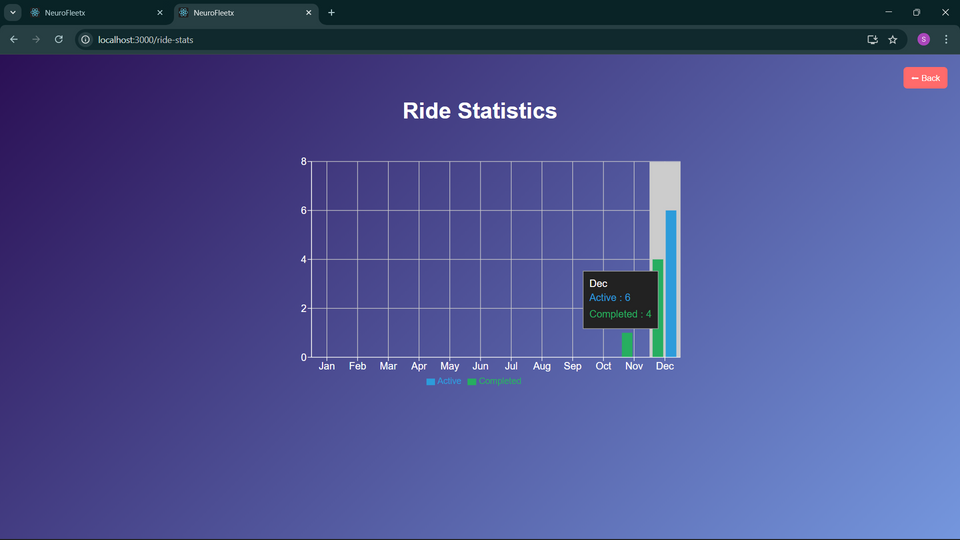 NeuroFleetx
NeuroFleetx
localhost:3000/ride-stats
S
← Back
Ride Statistics
8
6
4
2
0
Dec
Active : 6
Completed : 4
Jan Feb Mar Apr May Jun Jul Aug Sep Oct Nov Dec
Active Completed